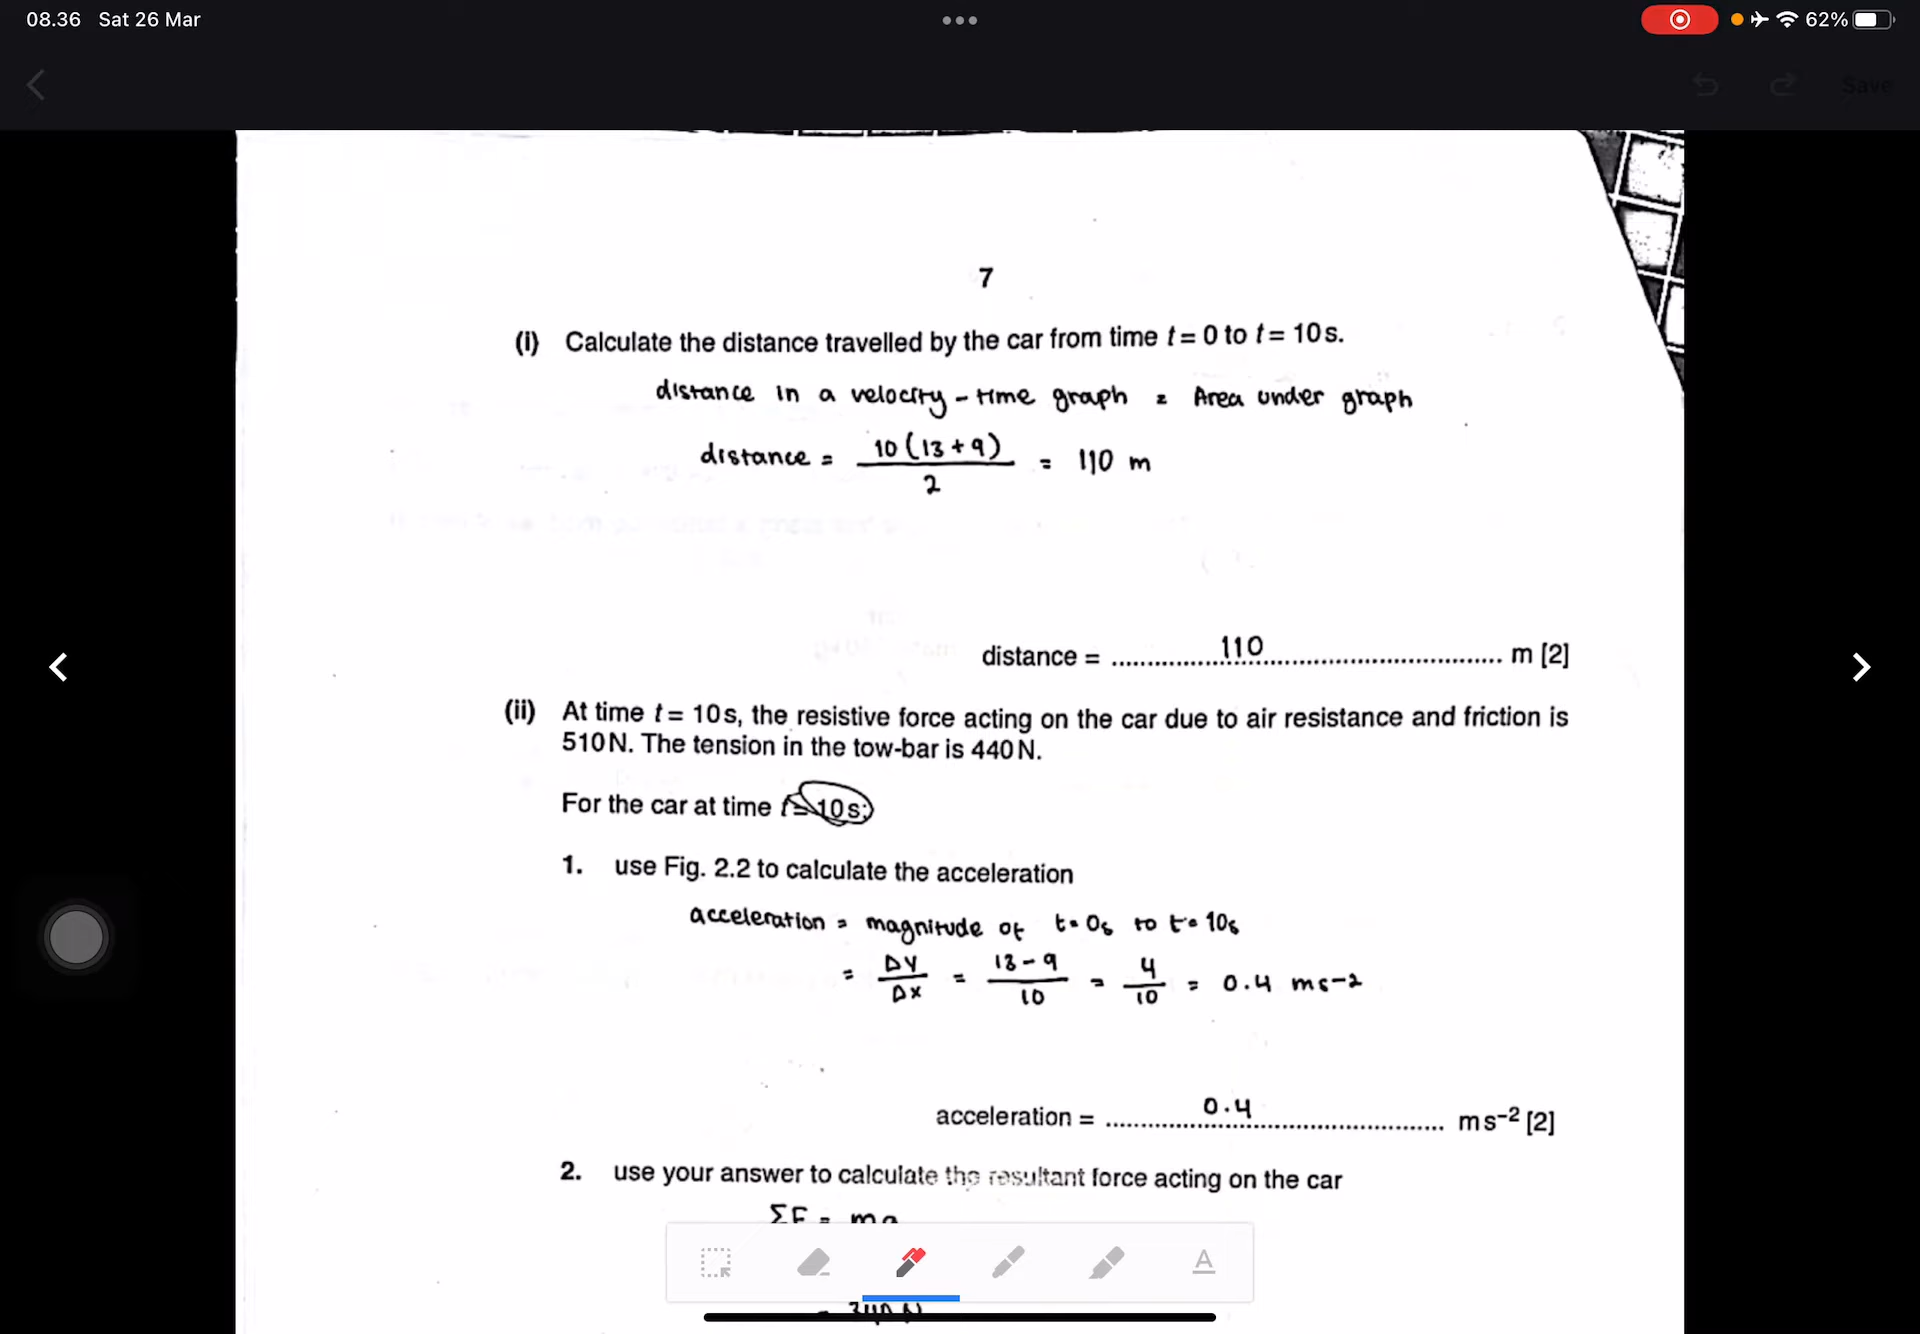 08.36 Sat 26 Mar
62%
Save
7
(i) Calculate the distance travelled by the car from time t = 0 to t = 10 s.
distance in a velocity - time graph = Area under graph
distance = 10 (13 + 9) / 2 = 110 m
distance = 110 m [2]
(ii) At time t = 10 s, the resistive force acting on the car due to air resistance and friction is
510 N. The tension in the tow-bar is 440 N.
For the car at time t = 10 s:
1. use Fig. 2.2 to calculate the acceleration
acceleration = magnitude of t = 0s to t = 10s
= Δy / Δx = 13 - 9 / 10 = 4 / 10 = 0.4 ms-2
acceleration = 0.4 ms⁻² [2]
2. use your answer to calculate the resultant force acting on the car
ΣF = ma
A